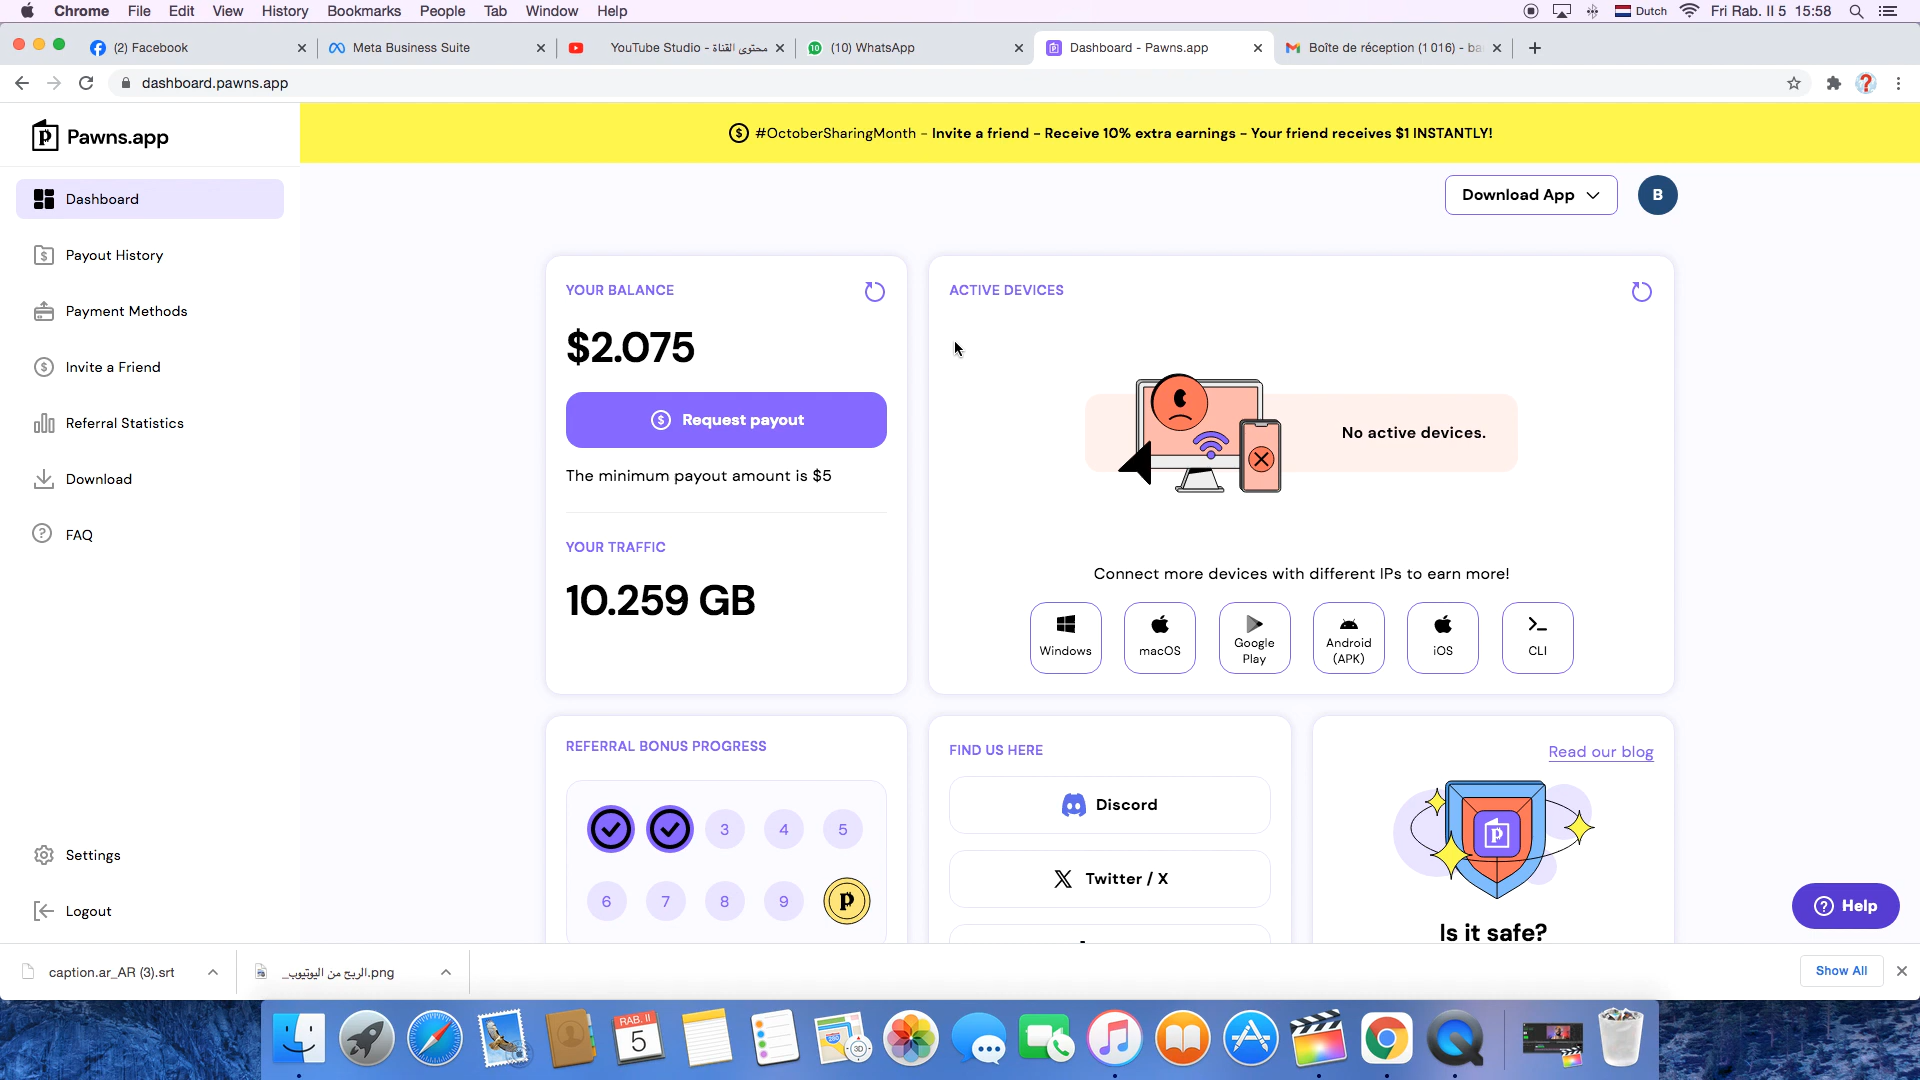 Chrome File Edit View History Bookmarks People Tab Window Help Dutch Fri Rab. II 5 15:58
(2) Facebook Meta Business Suite YouTube Studio - محتوى القناة (10) WhatsApp Dashboard - Pawns.app Boîte de réception (1 016) - ba
dashboard.pawns.app
Pawns.app
#OctoberSharingMonth - Invite a friend - Receive 10% extra earnings - Your friend receives $1 INSTANTLY!
Dashboard
Payout History
Payment Methods
Invite a Friend
Referral Statistics
Download
FAQ
Settings
Logout
Download App
B
YOUR BALANCE
$2.075
Request payout
The minimum payout amount is $5
YOUR TRAFFIC
10.259 GB
ACTIVE DEVICES
No active devices.
Connect more devices with different IPs to earn more!
Windows
macOS
Google
Play
Android
(APK)
iOS
CLI
REFERRAL BONUS PROGRESS
3 4 5
6 7 8 9
FIND US HERE
Discord
Twitter / X
Read our blog
Is it safe?
Help
caption.ar_AR (3).srt
الربح من اليوتيوب_.png
Show All
RAB. II
5
280
3D